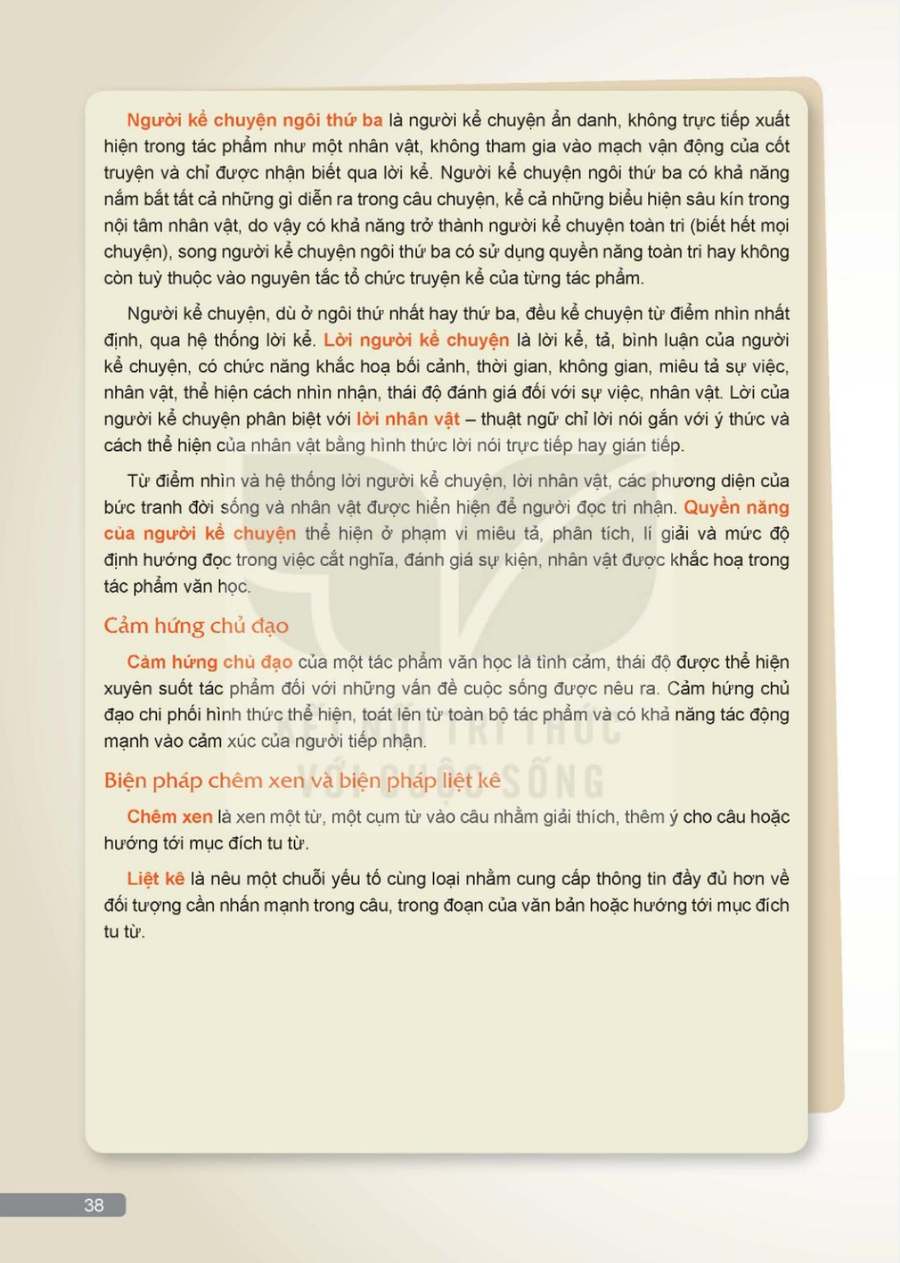 Người kể chuyện ngôi thứ ba là người kể chuyện ẩn danh, không trực tiếp xuất
hiện trong tác phẩm như một nhân vật, không tham gia vào mạch vận động của cốt
truyện và chỉ được nhận biết qua lời kể. Người kể chuyện ngôi thứ ba có khả năng
nắm bắt tất cả những gì diễn ra trong câu chuyện, kể cả những biểu hiện sâu kín trong
nội tâm nhân vật, do vậy có khả năng trở thành người kể chuyện toàn tri (biết hết mọi
chuyện), song người kể chuyện ngôi thứ ba có sử dụng quyền năng toàn tri hay không
còn tuỳ thuộc vào nguyên tắc tổ chức truyện kể của từng tác phẩm.
Người kể chuyện, dù ở ngôi thứ nhất hay thứ ba, đều kể chuyện từ điểm nhìn nhất
định, qua hệ thống lời kể. Lời người kể chuyện là lời kể, tả, bình luận của người
kể chuyện, có chức năng khắc hoạ bối cảnh, thời gian, không gian, miêu tả sự việc,
nhân vật, thể hiện cách nhìn nhận, thái độ đánh giá đối với sự việc, nhân vật. Lời của
người kể chuyện phân biệt với lời nhân vật – thuật ngữ chỉ lời nói gắn với ý thức và
cách thể hiện của nhân vật bằng hình thức lời nói trực tiếp hay gián tiếp.
Từ điểm nhìn và hệ thống lời người kể chuyện, lời nhân vật, các phương diện của
bức tranh đời sống và nhân vật được hiển hiện để người đọc tri nhận. Quyền năng
của người kể chuyện thể hiện ở phạm vi miêu tả, phân tích, lí giải và mức độ
định hướng đọc trong việc cắt nghĩa, đánh giá sự kiện, nhân vật được khắc hoạ trong
tác phẩm văn học.
Cảm hứng chủ đạo
Cảm hứng chủ đạo của một tác phẩm văn học là tình cảm, thái độ được thể hiện
xuyên suốt tác phẩm đối với những vấn đề cuộc sống được nêu ra. Cảm hứng chủ
đạo chi phối hình thức thể hiện, toát lên từ toàn bộ tác phẩm và có khả năng tác động
mạnh vào cảm xúc của người tiếp nhận.
KẾT NỐI TRI THỨC
Biện pháp chêm xen và biện pháp liệt kê
VỚI CUỘC SỐNG
Chêm xen là xen một từ, một cụm từ vào câu nhằm giải thích, thêm ý cho câu hoặc
hướng tới mục đích tu từ.
Liệt kê là nêu một chuỗi yếu tố cùng loại nhằm cung cấp thông tin đầy đủ hơn về
đối tượng cần nhấn mạnh trong câu, trong đoạn của văn bản hoặc hướng tới mục đích
tu từ.
38